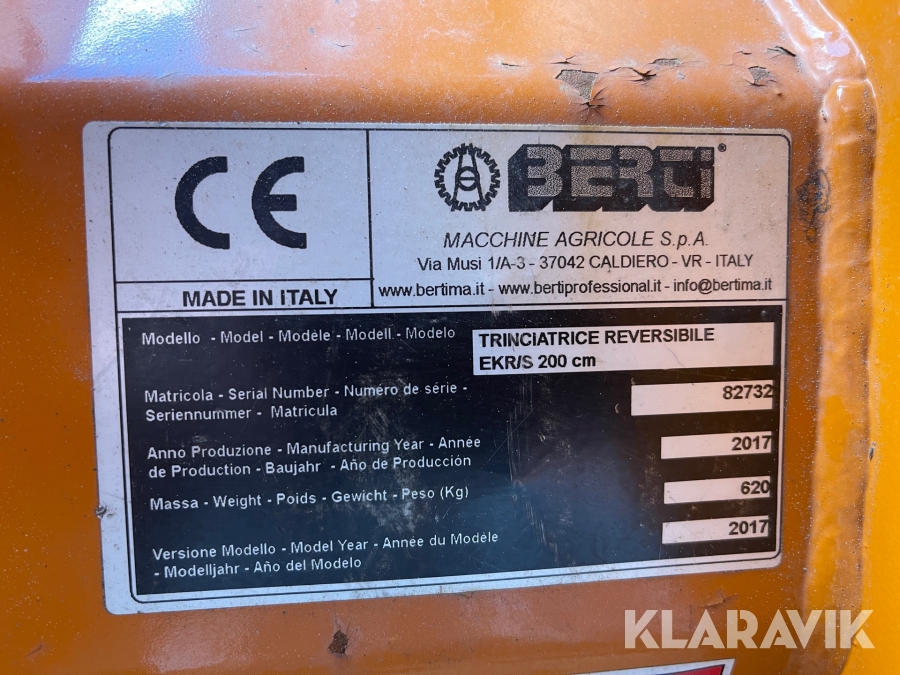 CE
MADE IN ITALY
BERTI®
MACCHINE AGRICOLE S.p.A.
Via Musi 1/A-3 - 37042 CALDIERO - VR - ITALY
www.bertima.it - www.bertiprofessional.it - info@bertima.it
Modello - Model - Modèle - Modell - Modelo
TRINCIATRICE REVERSIBILE
EKR/S 200 cm
Matricola - Serial Number - Numéro de série -
Seriennummer - Matricula
82732
Anno Produzione - Manufacturing Year - Année
de Production - Baujahr - Año de Producción
2017
Massa - Weight - Poids - Gewicht - Peso (Kg)
620
Versione Modello - Model Year - Année du Modèle
- Modelljahr - Año del Modelo
2017
KLARAVIK